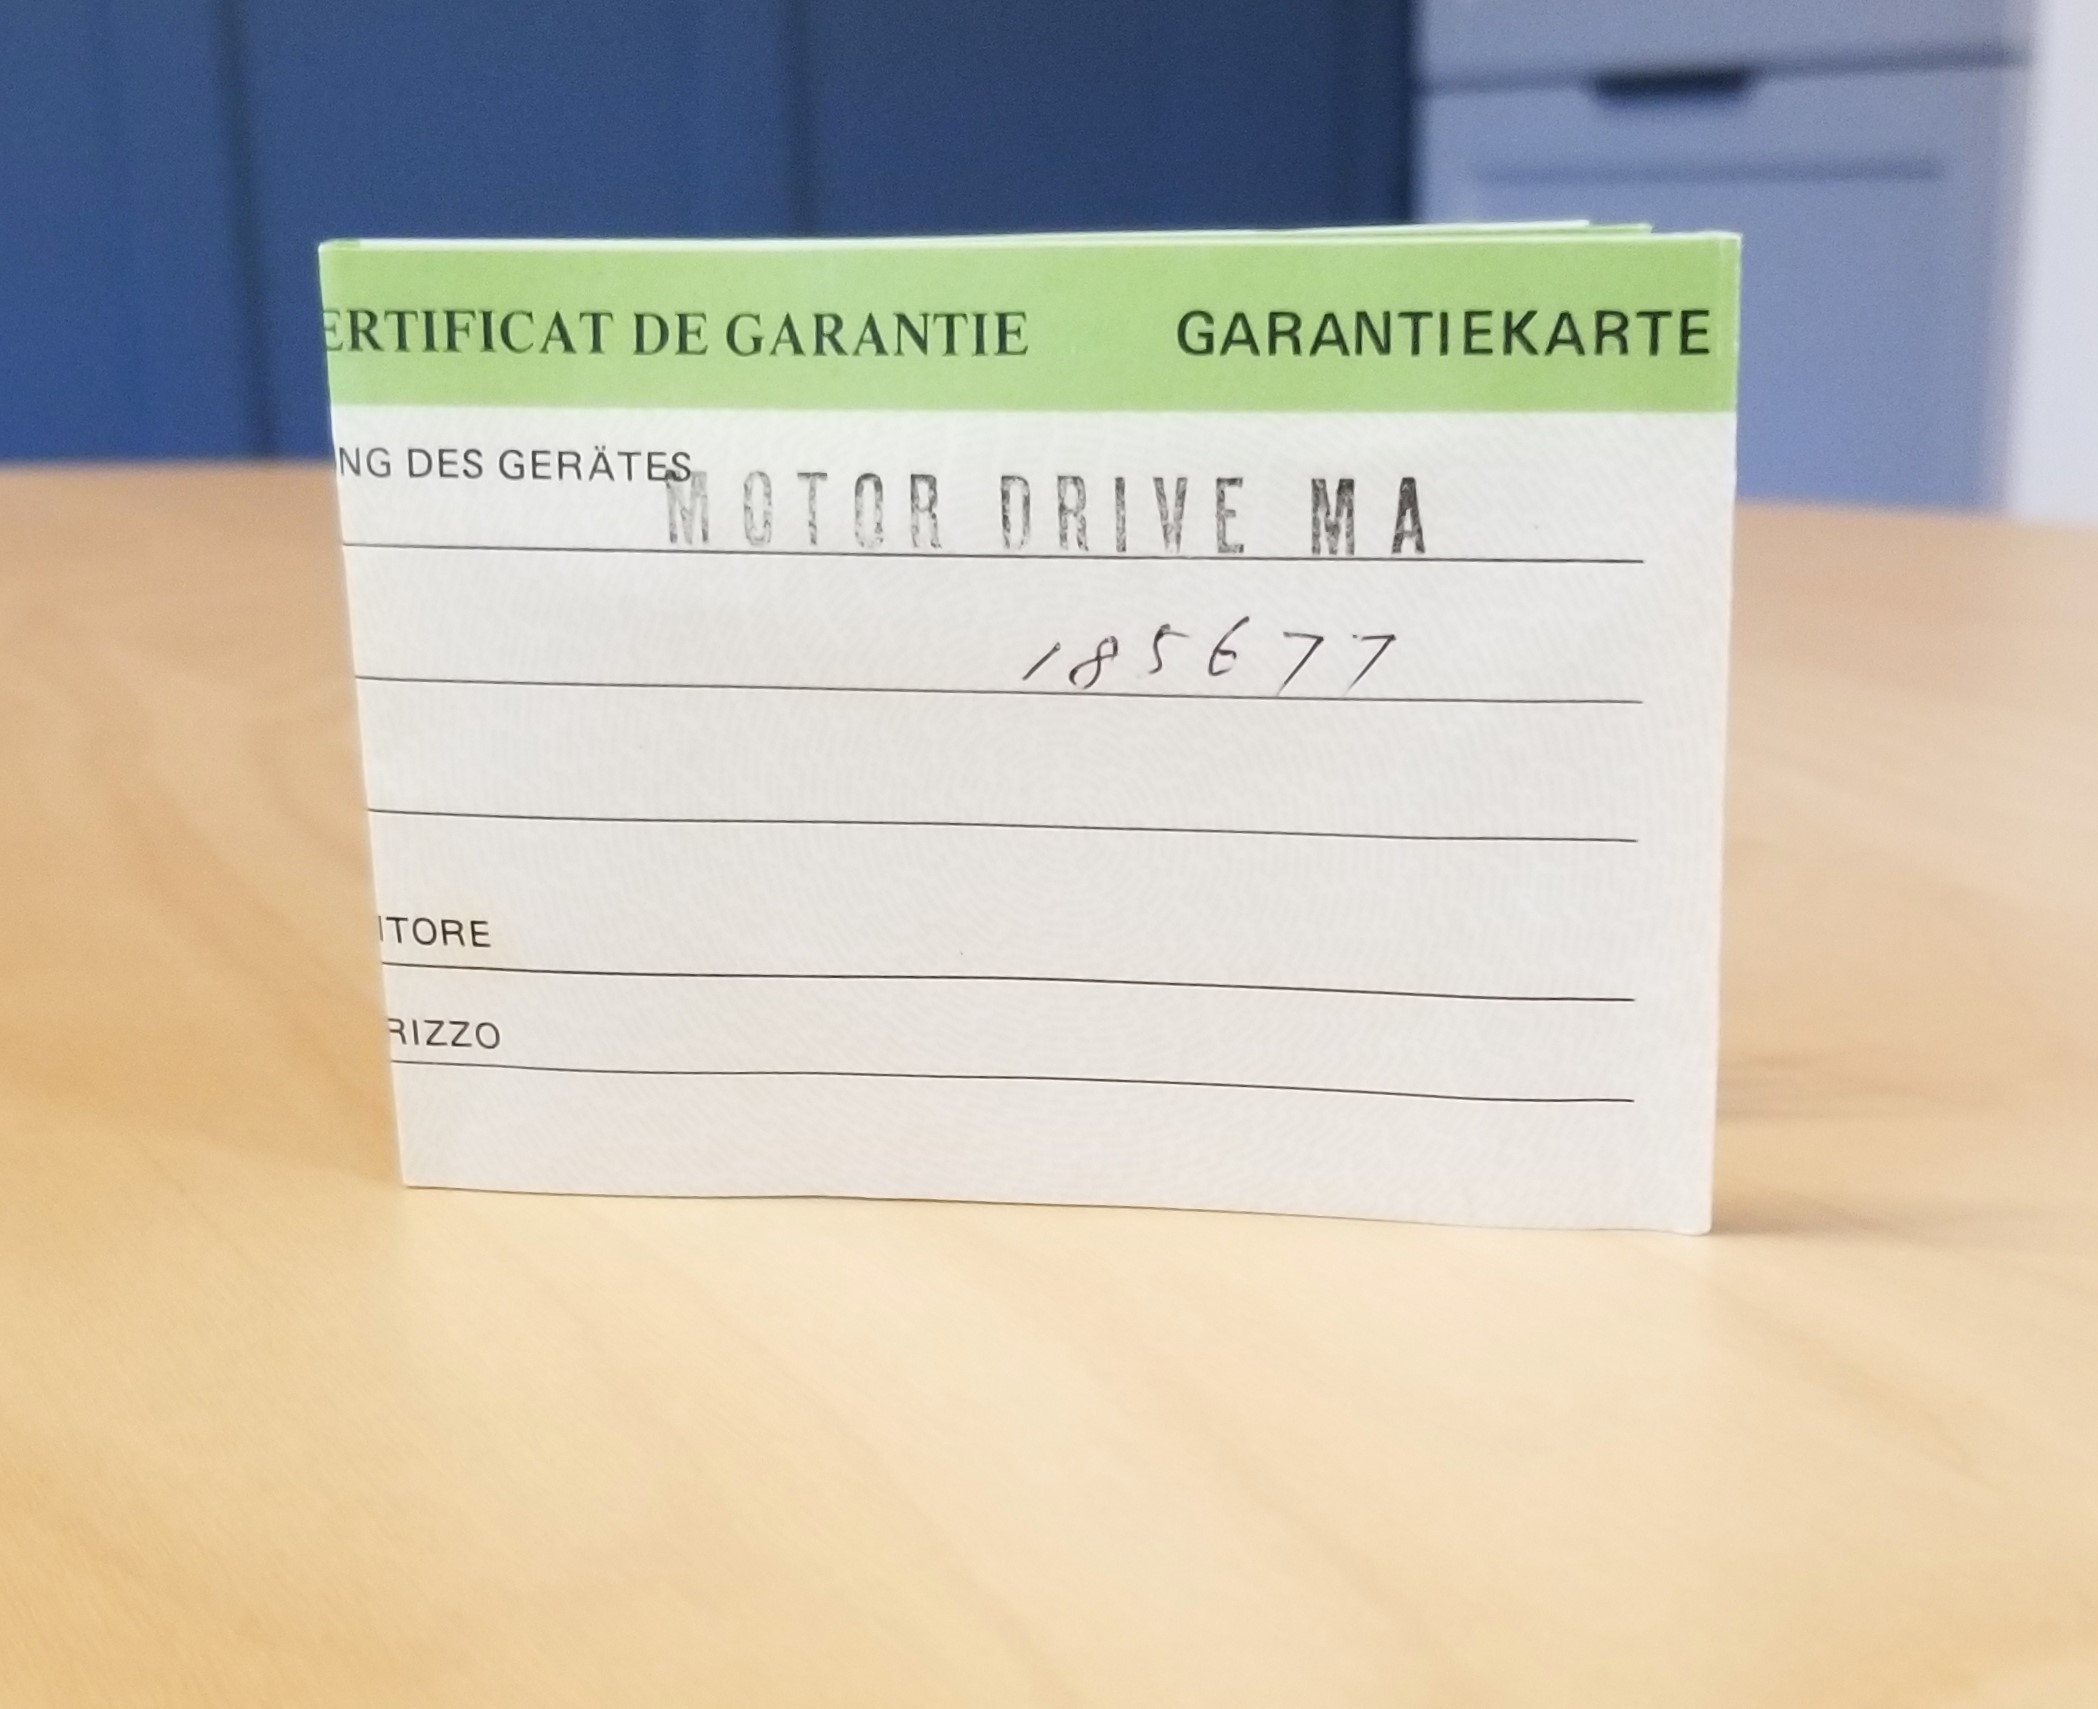 ERTIFICAT DE GARANTIE GARANTIEKARTE
NG DES GERÄTES MOTOR DRIVE MA
185677
ITORE
RIZZO